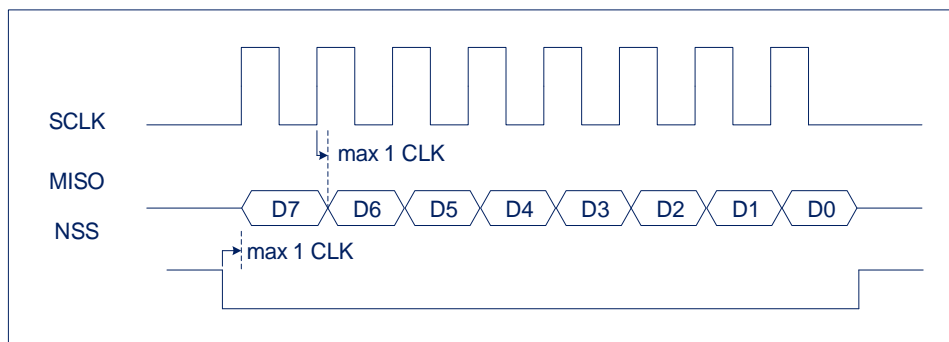 SCLK
max 1 CLK
MISO
D7 D6 D5 D4 D3 D2 D1 D0
NSS
max 1 CLK